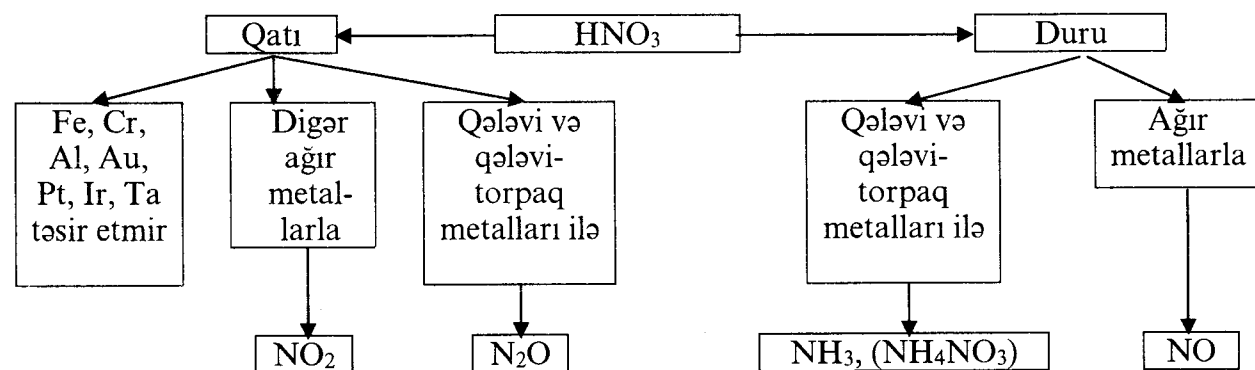 Qatı
HNO₃
Duru
Fe, Cr,
Al, Au,
Pt, Ir, Ta
təsir etmir
Digər
ağır
metal-
larla
Qələvi və
qələvi-
torpaq
metalları ilə
Qələvi və
qələvi-
torpaq
metalları ilə
Ağır
metallarla
NO₂
N₂O
NH₃, (NH₄NO₃)
NO